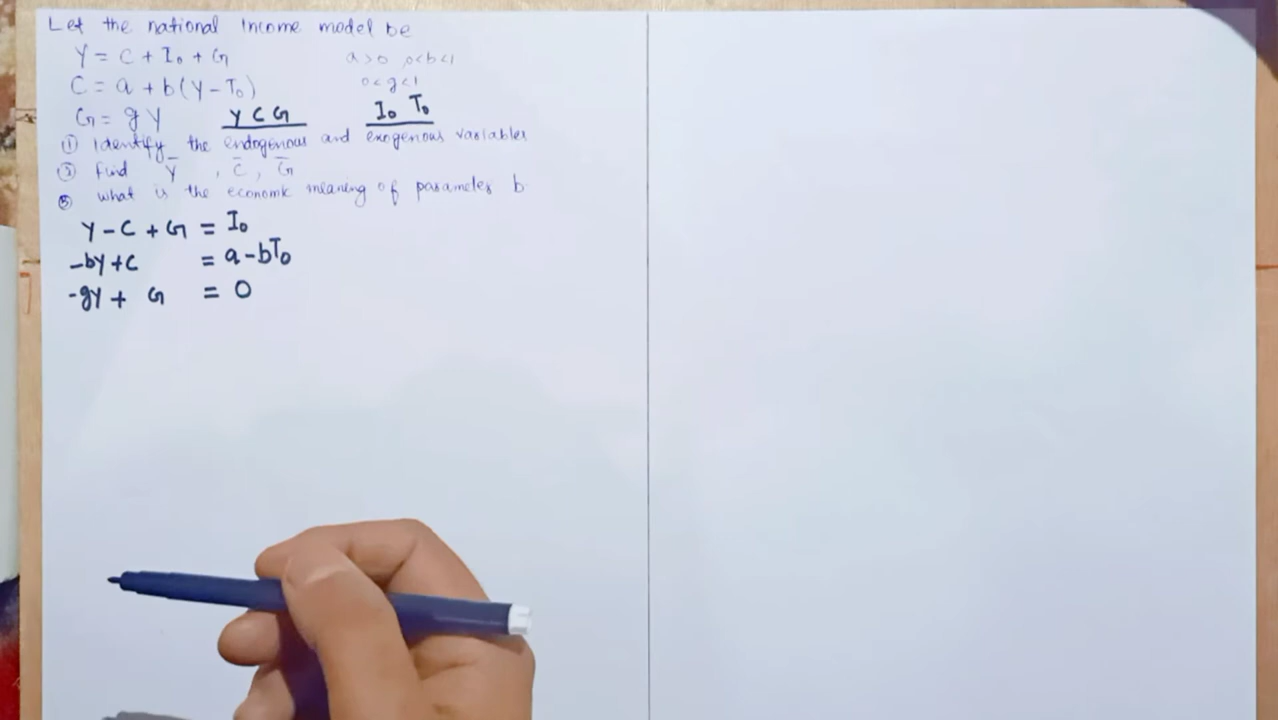 Let the national Income model be
Y = C + I₀ + G a>0 , 0<b<1
C = a + b(Y-T₀) 0<g<1
G = gY Y C G I₀ T₀
① Identify the endogenous and exogenous variables
② find Y̅ , C̅ , G̅
③ what is the economic meaning of parameter b
Y - C + G = I₀
-bY + C = a - bT₀
-gY + G = 0